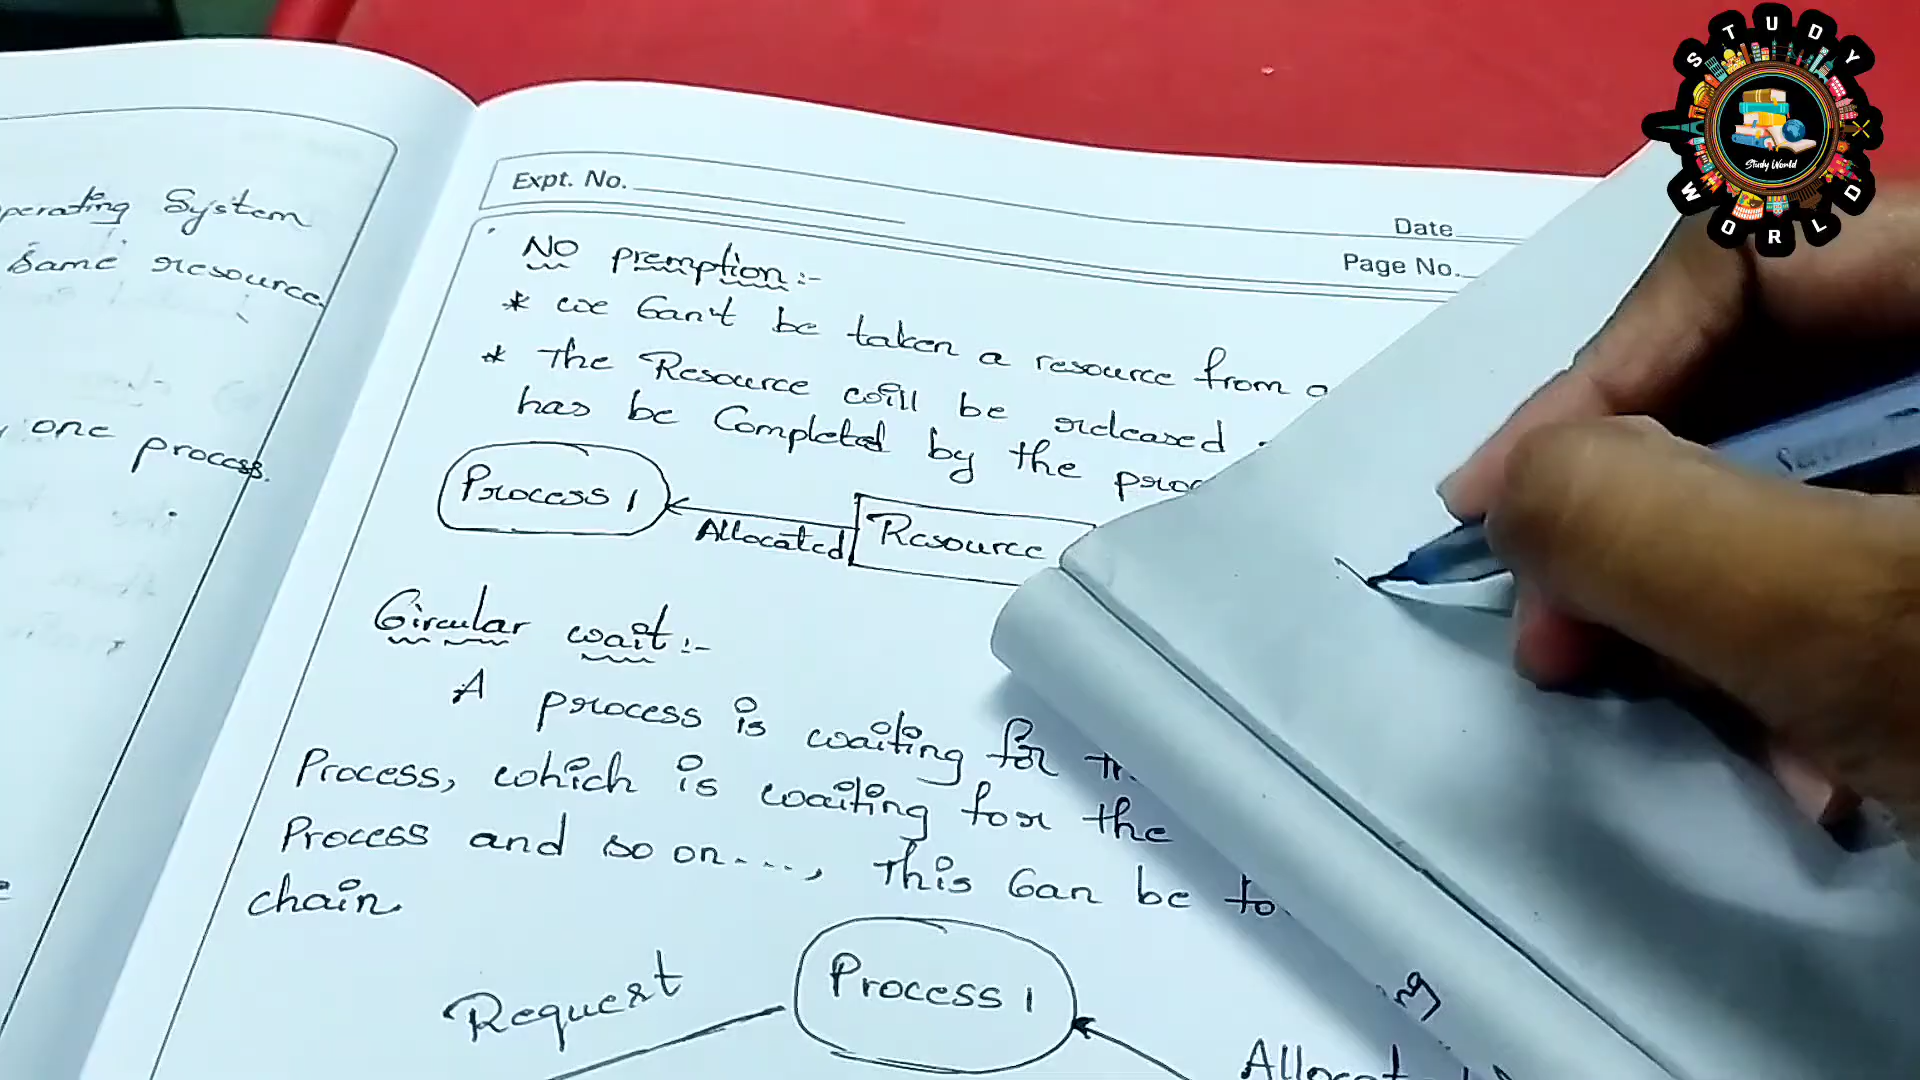 STUDY
WORLD
Study World
Expt. No.
Date
Page No.
perating System
same resource.
one process.
NO premption:-
* we Can't be taken a resource from a
* The Resource will be released
has be Completed by the
Process 1
Allocated
Resource
Circular wait:-
A process is waiting for
Process, which is waiting for the
Process and so on...., This Can be
chain.
Request
Process 1